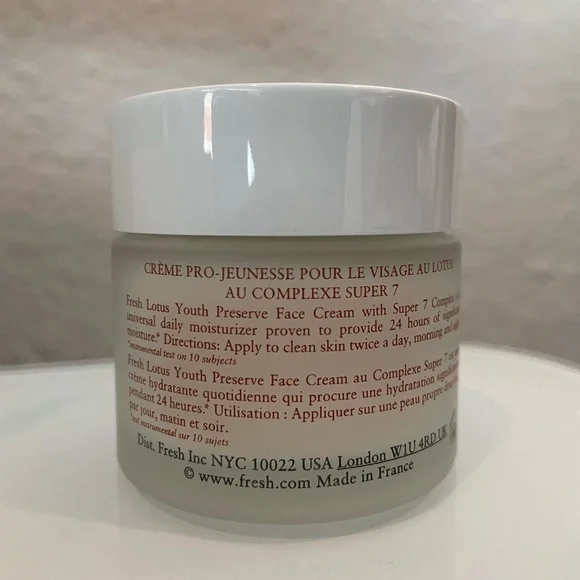 CRÈME PRO-JEUNESSE POUR LE VISAGE AU LOTUS
AU COMPLEXE SUPER 7
Fresh Lotus Youth Preserve Face Cream with Super 7 Complex
universal daily moisturizer proven to provide 24 hours of significant
moisture.* Directions: Apply to clean skin twice a day, morning and night.
*instrumental test on 10 subjects
Fresh Lotus Youth Preserve Face Cream au Complexe Super 7
crème hydratante quotidienne qui procure une hydratation significative
pendant 24 heures.* Utilisation : Appliquer sur une peau propre
par jour, matin et soir.
*test instrumental sur 10 sujets
Dist. Fresh Inc NYC 10022 USA London W1U 4RD UK
© www.fresh.com Made in France